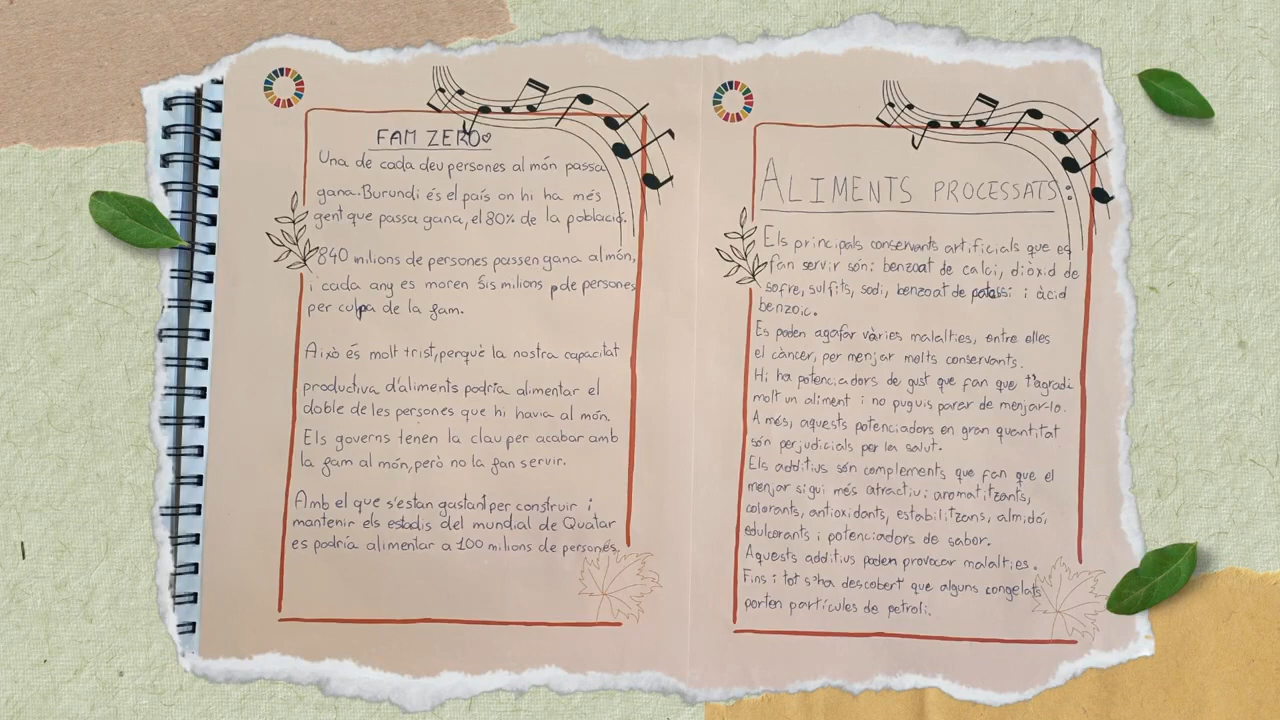 FAM ZERO♡
Una de cada deu persones al món passa
gana. Burundi és el país on hi ha més
gent que passa gana, el 80% de la població.
840 milions de persones passen gana al món,
i cada any es moren sis milions de persones
per culpa de la fam.
Això és molt trist, perquè la nostra capacitat
productiva d'aliments podria alimentar el
doble de les persones que hi havia al món.
Els governs tenen la clau per acabar amb
la fam al món, però no la fan servir.
Amb el que s'estan gastant per construir i
mantenir els estadis del mundial de Quatar
es podria alimentar a 100 milions de persones.
ALIMENTS PROCESSATS:
Els principals conservants artificials que es
fan servir són: benzoat de calci, diòxid de
sofre, sulfits, sodi, benzoat de potassi i àcid
benzoic.
Es poden agafar vàries malalties, entre elles
el càncer, per menjar molts conservants.
Hi ha potenciadors de gust que fan que t'agradi
molt un aliment i no puguis parar de menjar-lo.
A més, aquests potenciadors en gran quantitat
són perjudicials per la salut.
Els additius són complements que fan que el
menjar sigui més atractiu: aromatitzants,
colorants, antioxidants, estabilitzans, almidó,
edulcorants i potenciadors de sabor.
Aquests additius poden provocar malalties.
Fins i tot s'ha descobert que alguns congelats
porten partícules de petroli.